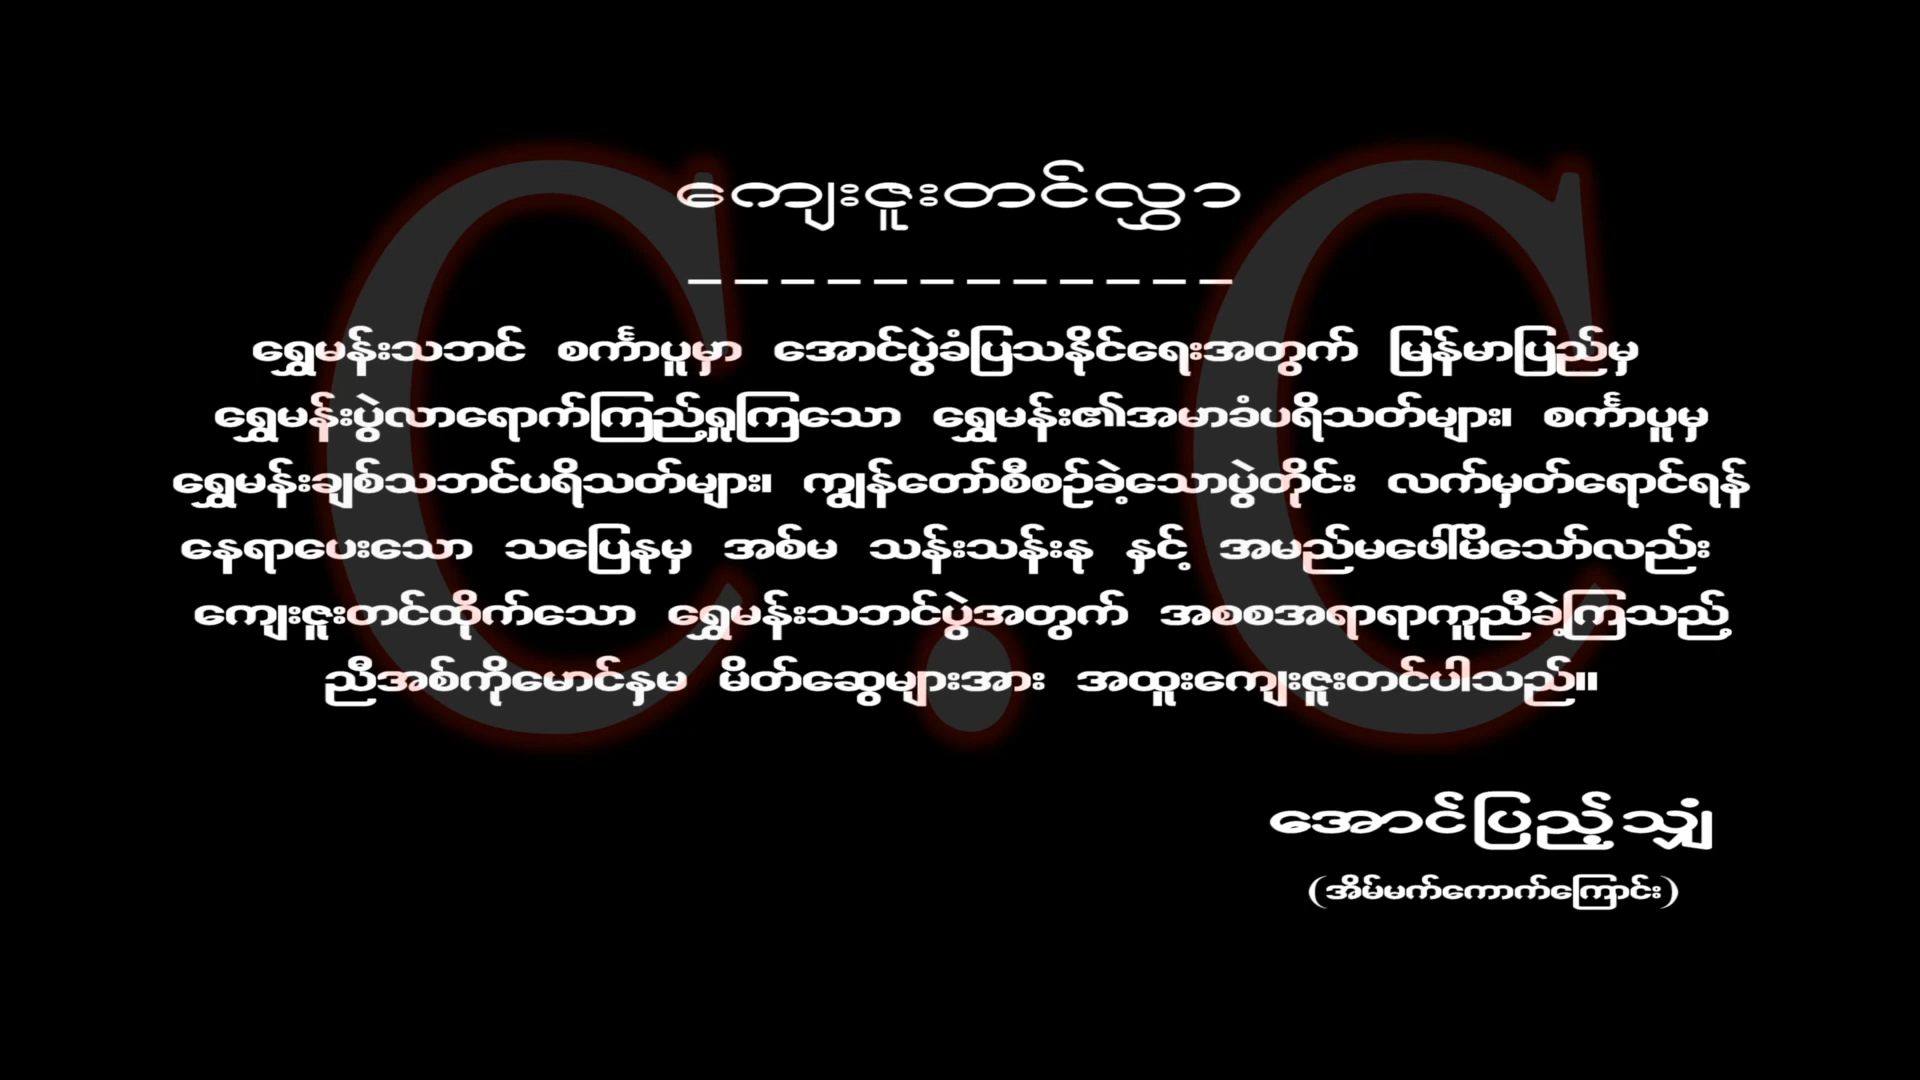 ကျေးဇူးတင်လွှာ
------------
ရွှေမန်းသဘင် စင်္ကာပူမှာ အောင်ပွဲခံပြသနိုင်ရေးအတွက် မြန်မာပြည်မှ
ရွှေမန်းပွဲလာရောက်ကြည့်ရှုကြသော ရွှေမန်း၏အမာခံပရိသတ်များ၊ စင်္ကာပူမှ
ရွှေမန်းချစ်သဘင်ပရိသတ်များ၊ ကျွန်တော်စီစဉ်ခဲ့သောပွဲတိုင်း လက်မှတ်ရောင်ရန်
နေရာပေးသော သပြေနုမှ အစ်မ သန်းသန်းနု နှင့် အမည်မဖေါ်မိသော်လည်း
ကျေးဇူးတင်ထိုက်သော ရွှေမန်းသဘင်ပွဲအတွက် အစစအရာရာကူညီခဲ့ကြသည့်
ညီအစ်ကိုမောင်နှမ မိတ်ဆွေများအား အထူးကျေးဇူးတင်ပါသည်။
C.C
အောင်ပြည့်သျှံ
(အိမ်မက်ကောက်ကြောင်း)